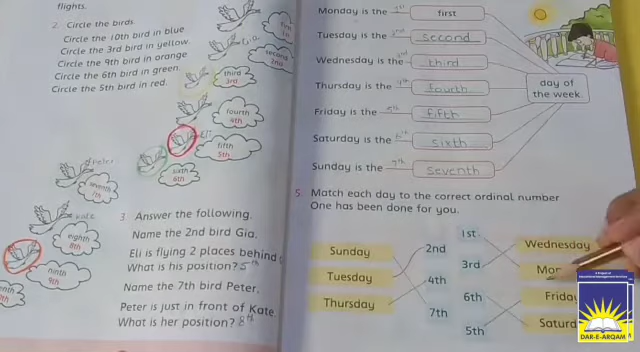 flights.
2. Circle the birds.
Circle the 10th bird in blue
Circle the 3rd bird in yellow.
Circle the 9th bird in orange
Circle the 6th bird in green.
Circle the 5th bird in red.
Gia
second
2nd
third
3rd
fourth
4th
Eli
fifth
5th
sixth
6th
Peter
seventh
7th
Kate
eighth
8th
ninth
9th
3 Answer the following.
Name the 2nd bird Gia.
Eli is flying 2 places behind
What is his position? 5th
Name the 7th bird Peter.
Peter is just in front of Kate.
What is her position? 8th
Monday is the 1st first
Tuesday is the 2nd second
Wednesday is the 3rd third
Thursday is the 4th fourth
Friday is the 5th fifth
Saturday is the 6th sixth
Sunday is the 7th seventh
day of
the week.
5. Match each day to the correct ordinal number
One has been done for you.
Sunday
Tuesday
Thursday
2nd
4th
7th
1st
3rd
6th
5th
Wednesday
Mon
Friday
Satur
DAR-E-ARQAM